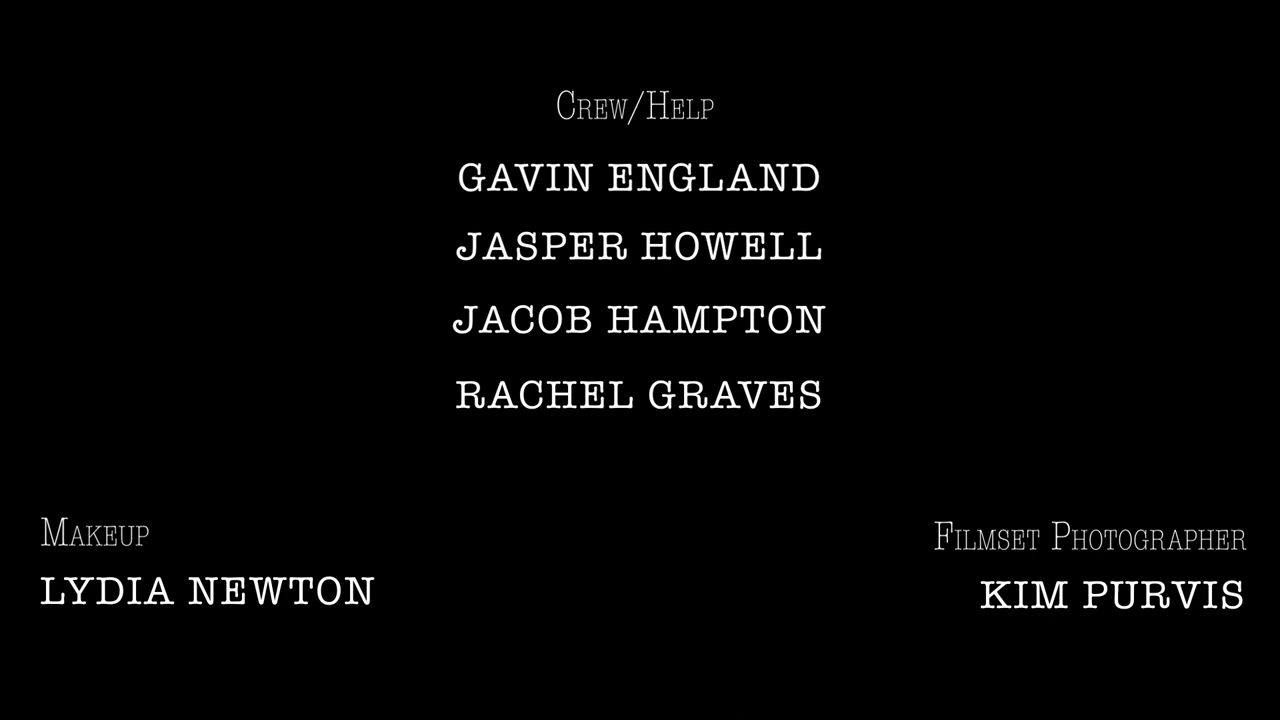 Crew/Help
GAVIN ENGLAND
JASPER HOWELL
JACOB HAMPTON
RACHEL GRAVES
Makeup
LYDIA NEWTON
Filmset Photographer
KIM PURVIS